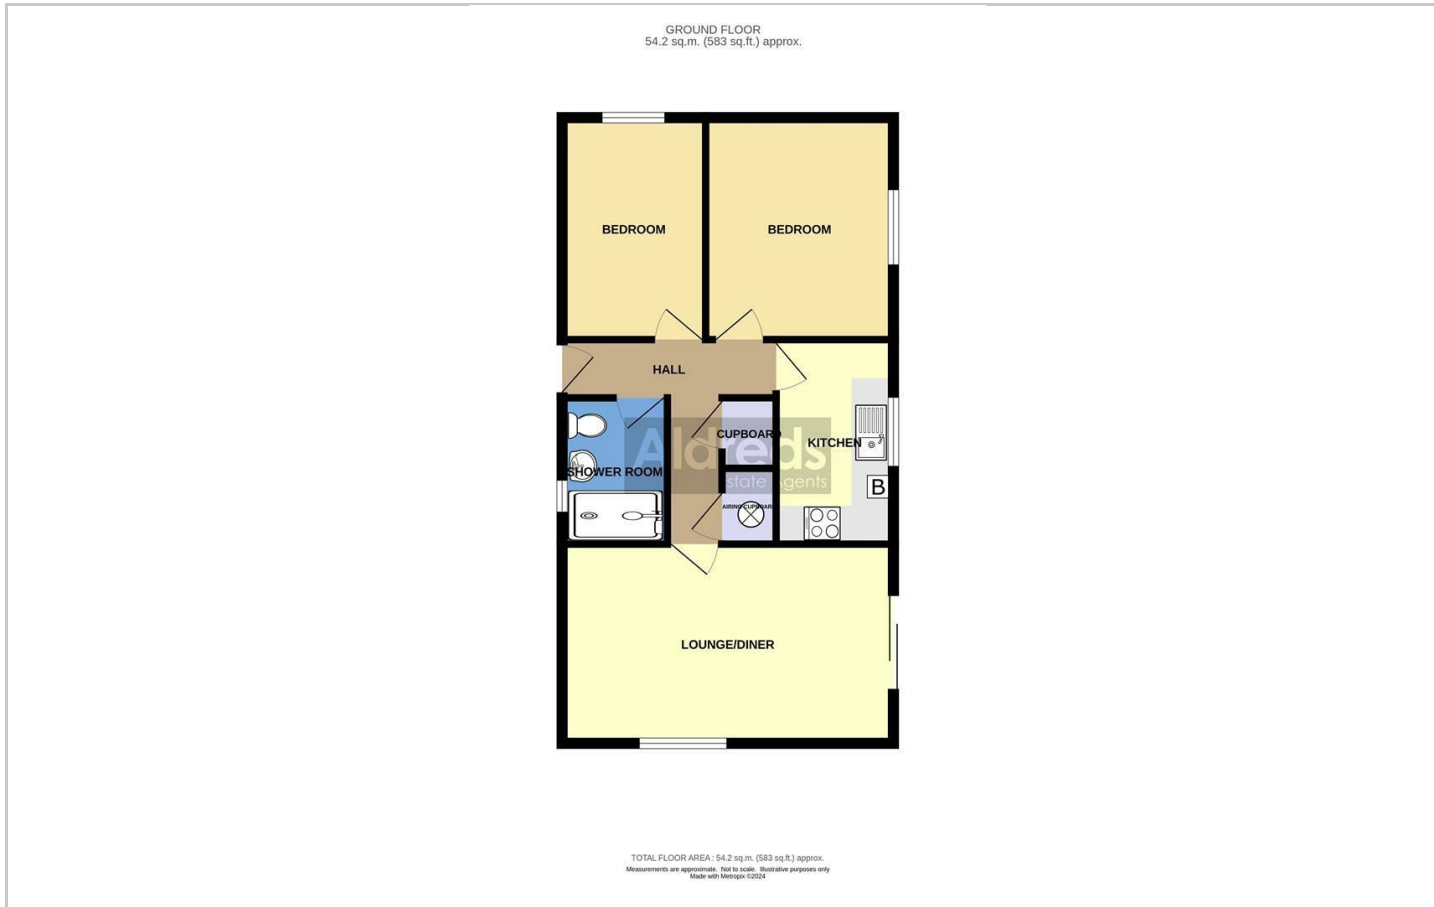 GROUND FLOOR
54.2 sq.m. (583 sq.ft.) approx.
BEDROOM
BEDROOM
HALL
CUPBOARD
KITCHEN
Aldreds
Estate Agents
SHOWER ROOM
B
AIRING CUPBOARD
LOUNGE/DINER
TOTAL FLOOR AREA : 54.2 sq.m. (583 sq.ft.) approx.
Measurements are approximate. Not to scale. Illustrative purposes only
Made with Metropix ©2024